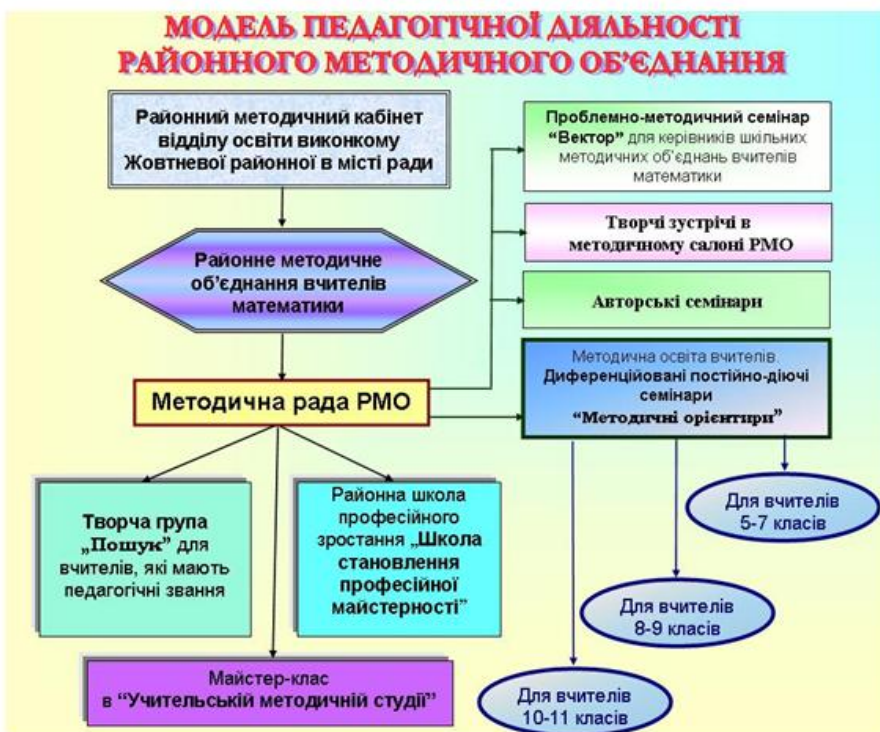 МОДЕЛЬ ПЕДАГОГІЧНОЇ ДІЯЛЬНОСТІ
РАЙОННОГО МЕТОДИЧНОГО ОБ’ЄДНАННЯ
Районний методичний кабінет
відділу освіти виконкому
Жовтневої районної в місті ради
Районне методичне
об’єднання вчителів
математики
Методична рада РМО
Проблемно-методичний семінар
“Вектор” для керівників шкільних
методичних об’єднань вчителів
математики
Творчі зустрічі в
методичному салоні РМО
Авторські семінари
Методична освіта вчителів.
Диференційовані постійно-діючі
семінари
“Методичні орієнтири”
Творча група
„Пошук” для
вчителів, які мають
педагогічні звання
Районна школа
професійного
зростання „Школа
становлення
професійної
майстерності”
Майстер-клас
в “Учительській методичній студії”
Для вчителів
5-7 класів
Для вчителів
8-9 класів
Для вчителів
10-11 класів